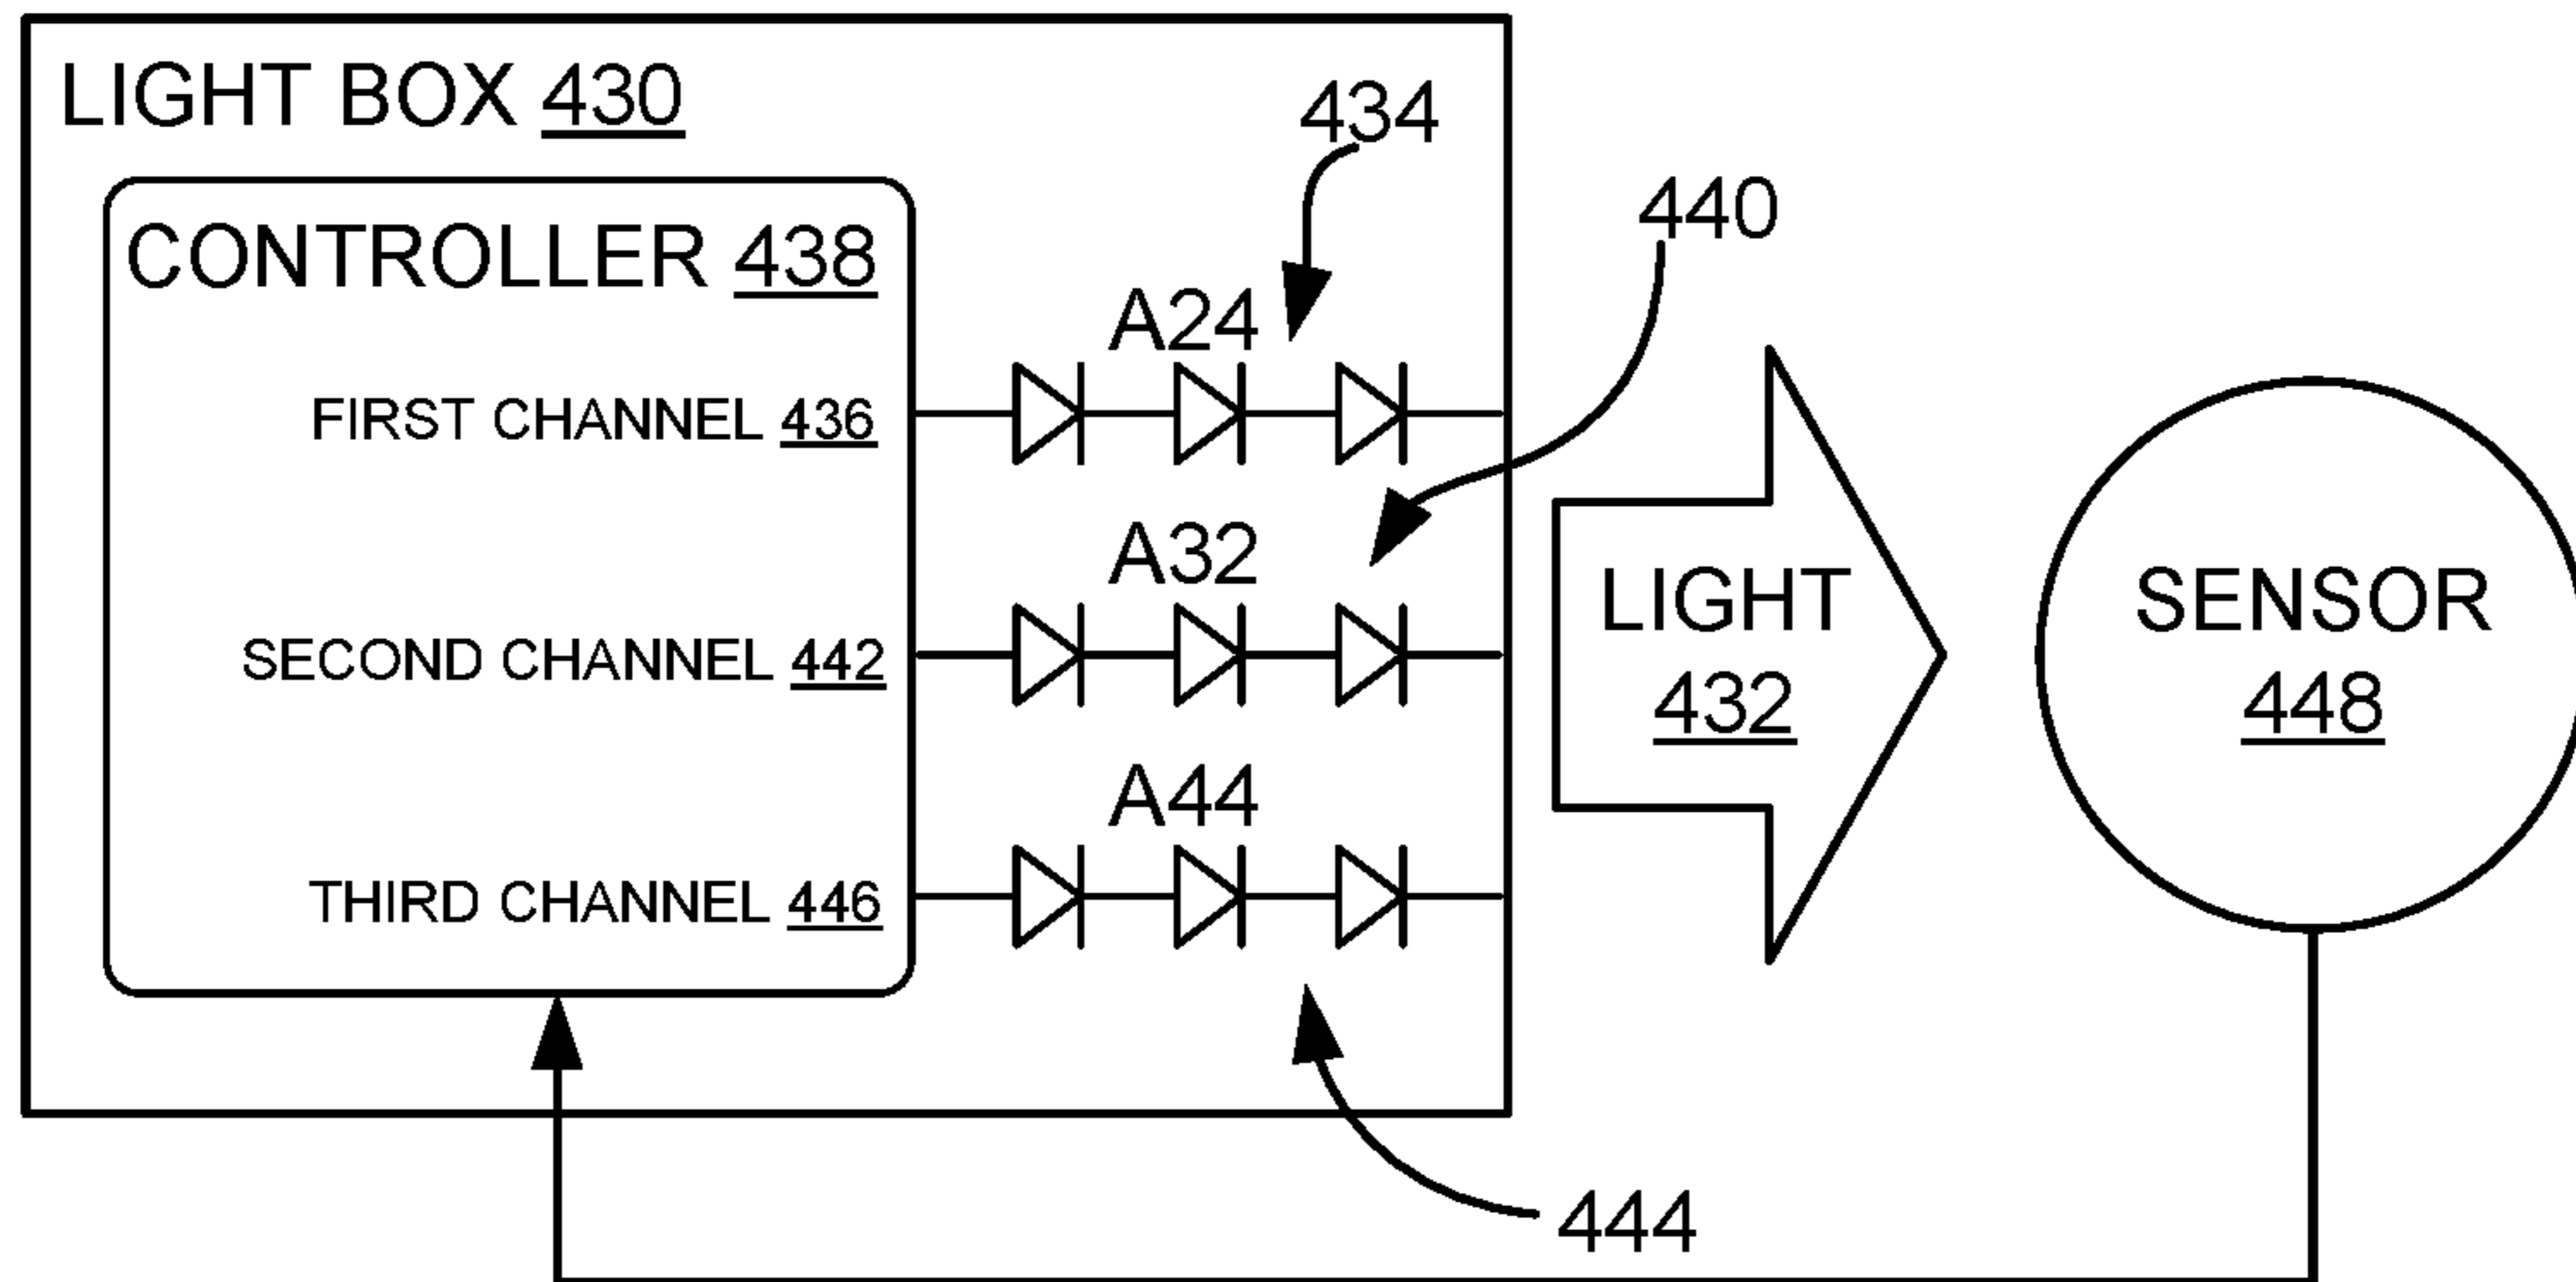 LIGHT BOX 430
434
440
CONTROLLER 438
A24
FIRST CHANNEL 436
A32
SECOND CHANNEL 442
A44
THIRD CHANNEL 446
LIGHT
432
SENSOR
448
444